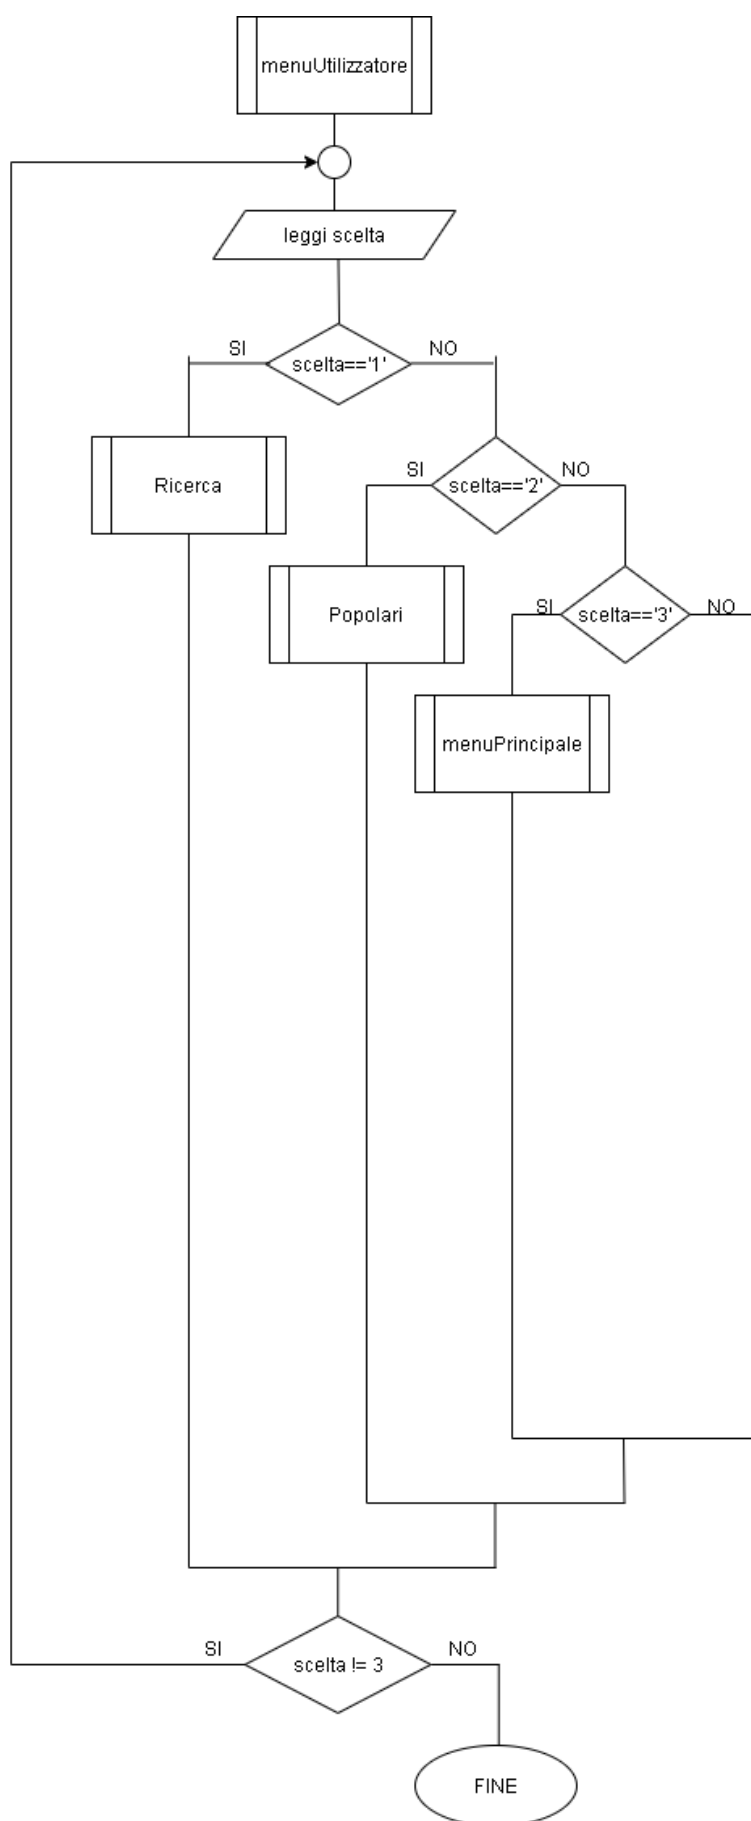 menuUtilizzatore
leggi scelta
SI
scelta=='1'
NO
Ricerca
SI
scelta=='2'
NO
Popolari
SI
scelta=='3'
NO
menuPrincipale
SI
scelta != 3
NO
FINE